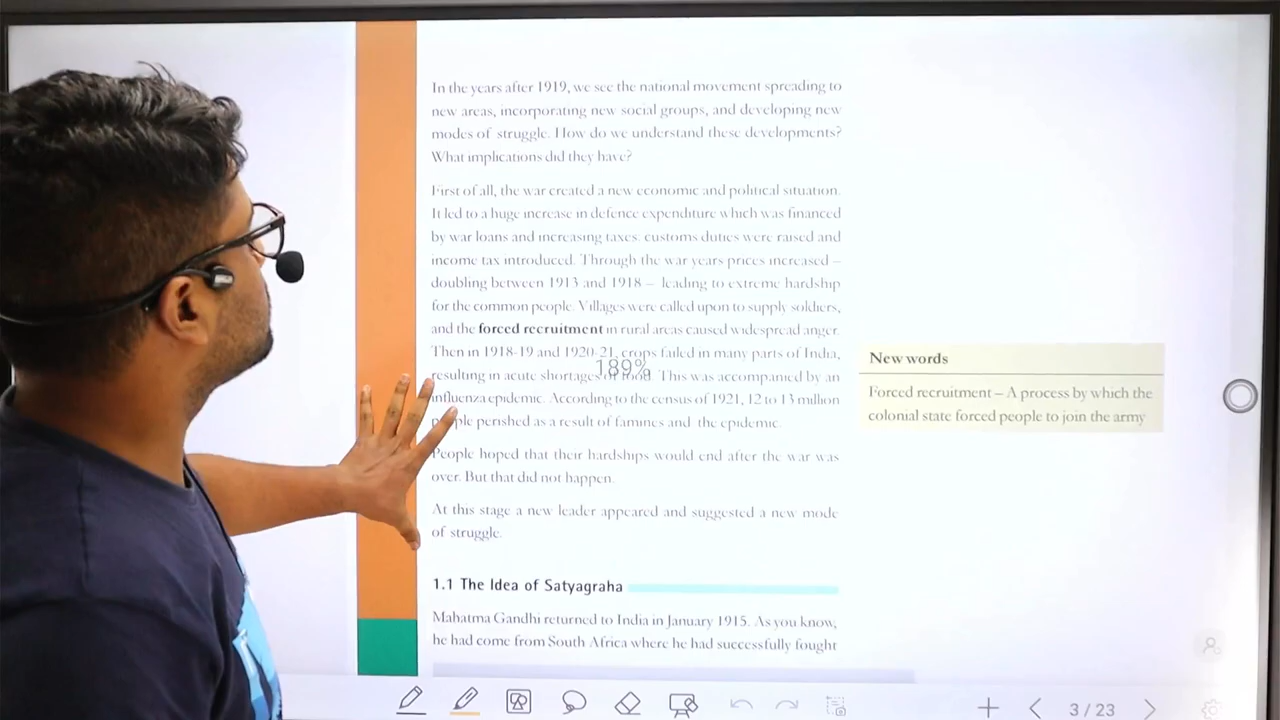 In the years after 1919, we see the national movement spreading to
new areas, incorporating new social groups, and developing new
modes of struggle. How do we understand these developments?
What implications did they have?
First of all, the war created a new economic and political situation.
It led to a huge increase in defence expenditure which was financed
by war loans and increasing taxes: customs duties were raised and
income tax introduced. Through the war years prices increased –
doubling between 1913 and 1918 – leading to extreme hardship
for the common people. Villages were called upon to supply soldiers,
and the forced recruitment in rural areas caused widespread anger.
Then in 1918-19 and 1920-21, crops failed in many parts of India,
189%
resulting in acute shortages of food. This was accompanied by an
influenza epidemic. According to the census of 1921, 12 to 13 million
people perished as a result of famines and the epidemic.
People hoped that their hardships would end after the war was
over. But that did not happen.
At this stage a new leader appeared and suggested a new mode
of struggle.
1.1 The Idea of Satyagraha
Mahatma Gandhi returned to India in January 1915. As you know,
he had come from South Africa where he had successfully fought
New words
Forced recruitment – A process by which the
colonial state forced people to join the army
3 / 23